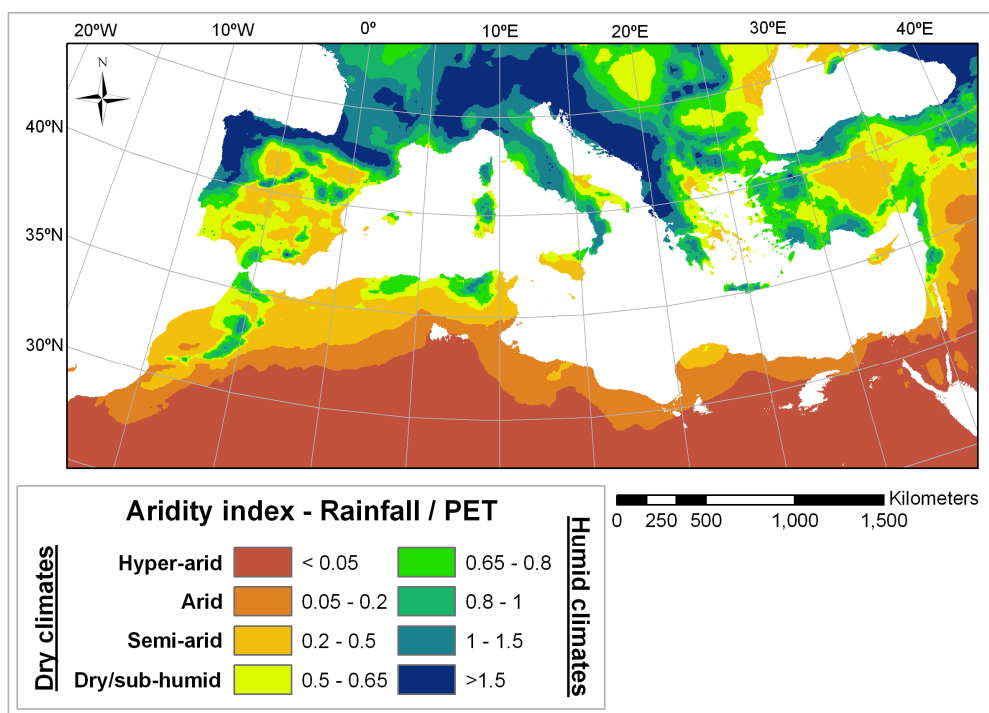 20ºW 10ºW 0º 10ºE 20ºE 30ºE 40ºE
N
40ºN
35ºN
30ºN
Aridity index - Rainfall / PET
Dry climates
Hyper-arid < 0.05
Arid 0.05 - 0.2
Semi-arid 0.2 - 0.5
Dry/sub-humid 0.5 - 0.65
0.65 - 0.8
0.8 - 1
1 - 1.5
>1.5
Humid climates
Kilometers
0 250 500 1,000 1,500